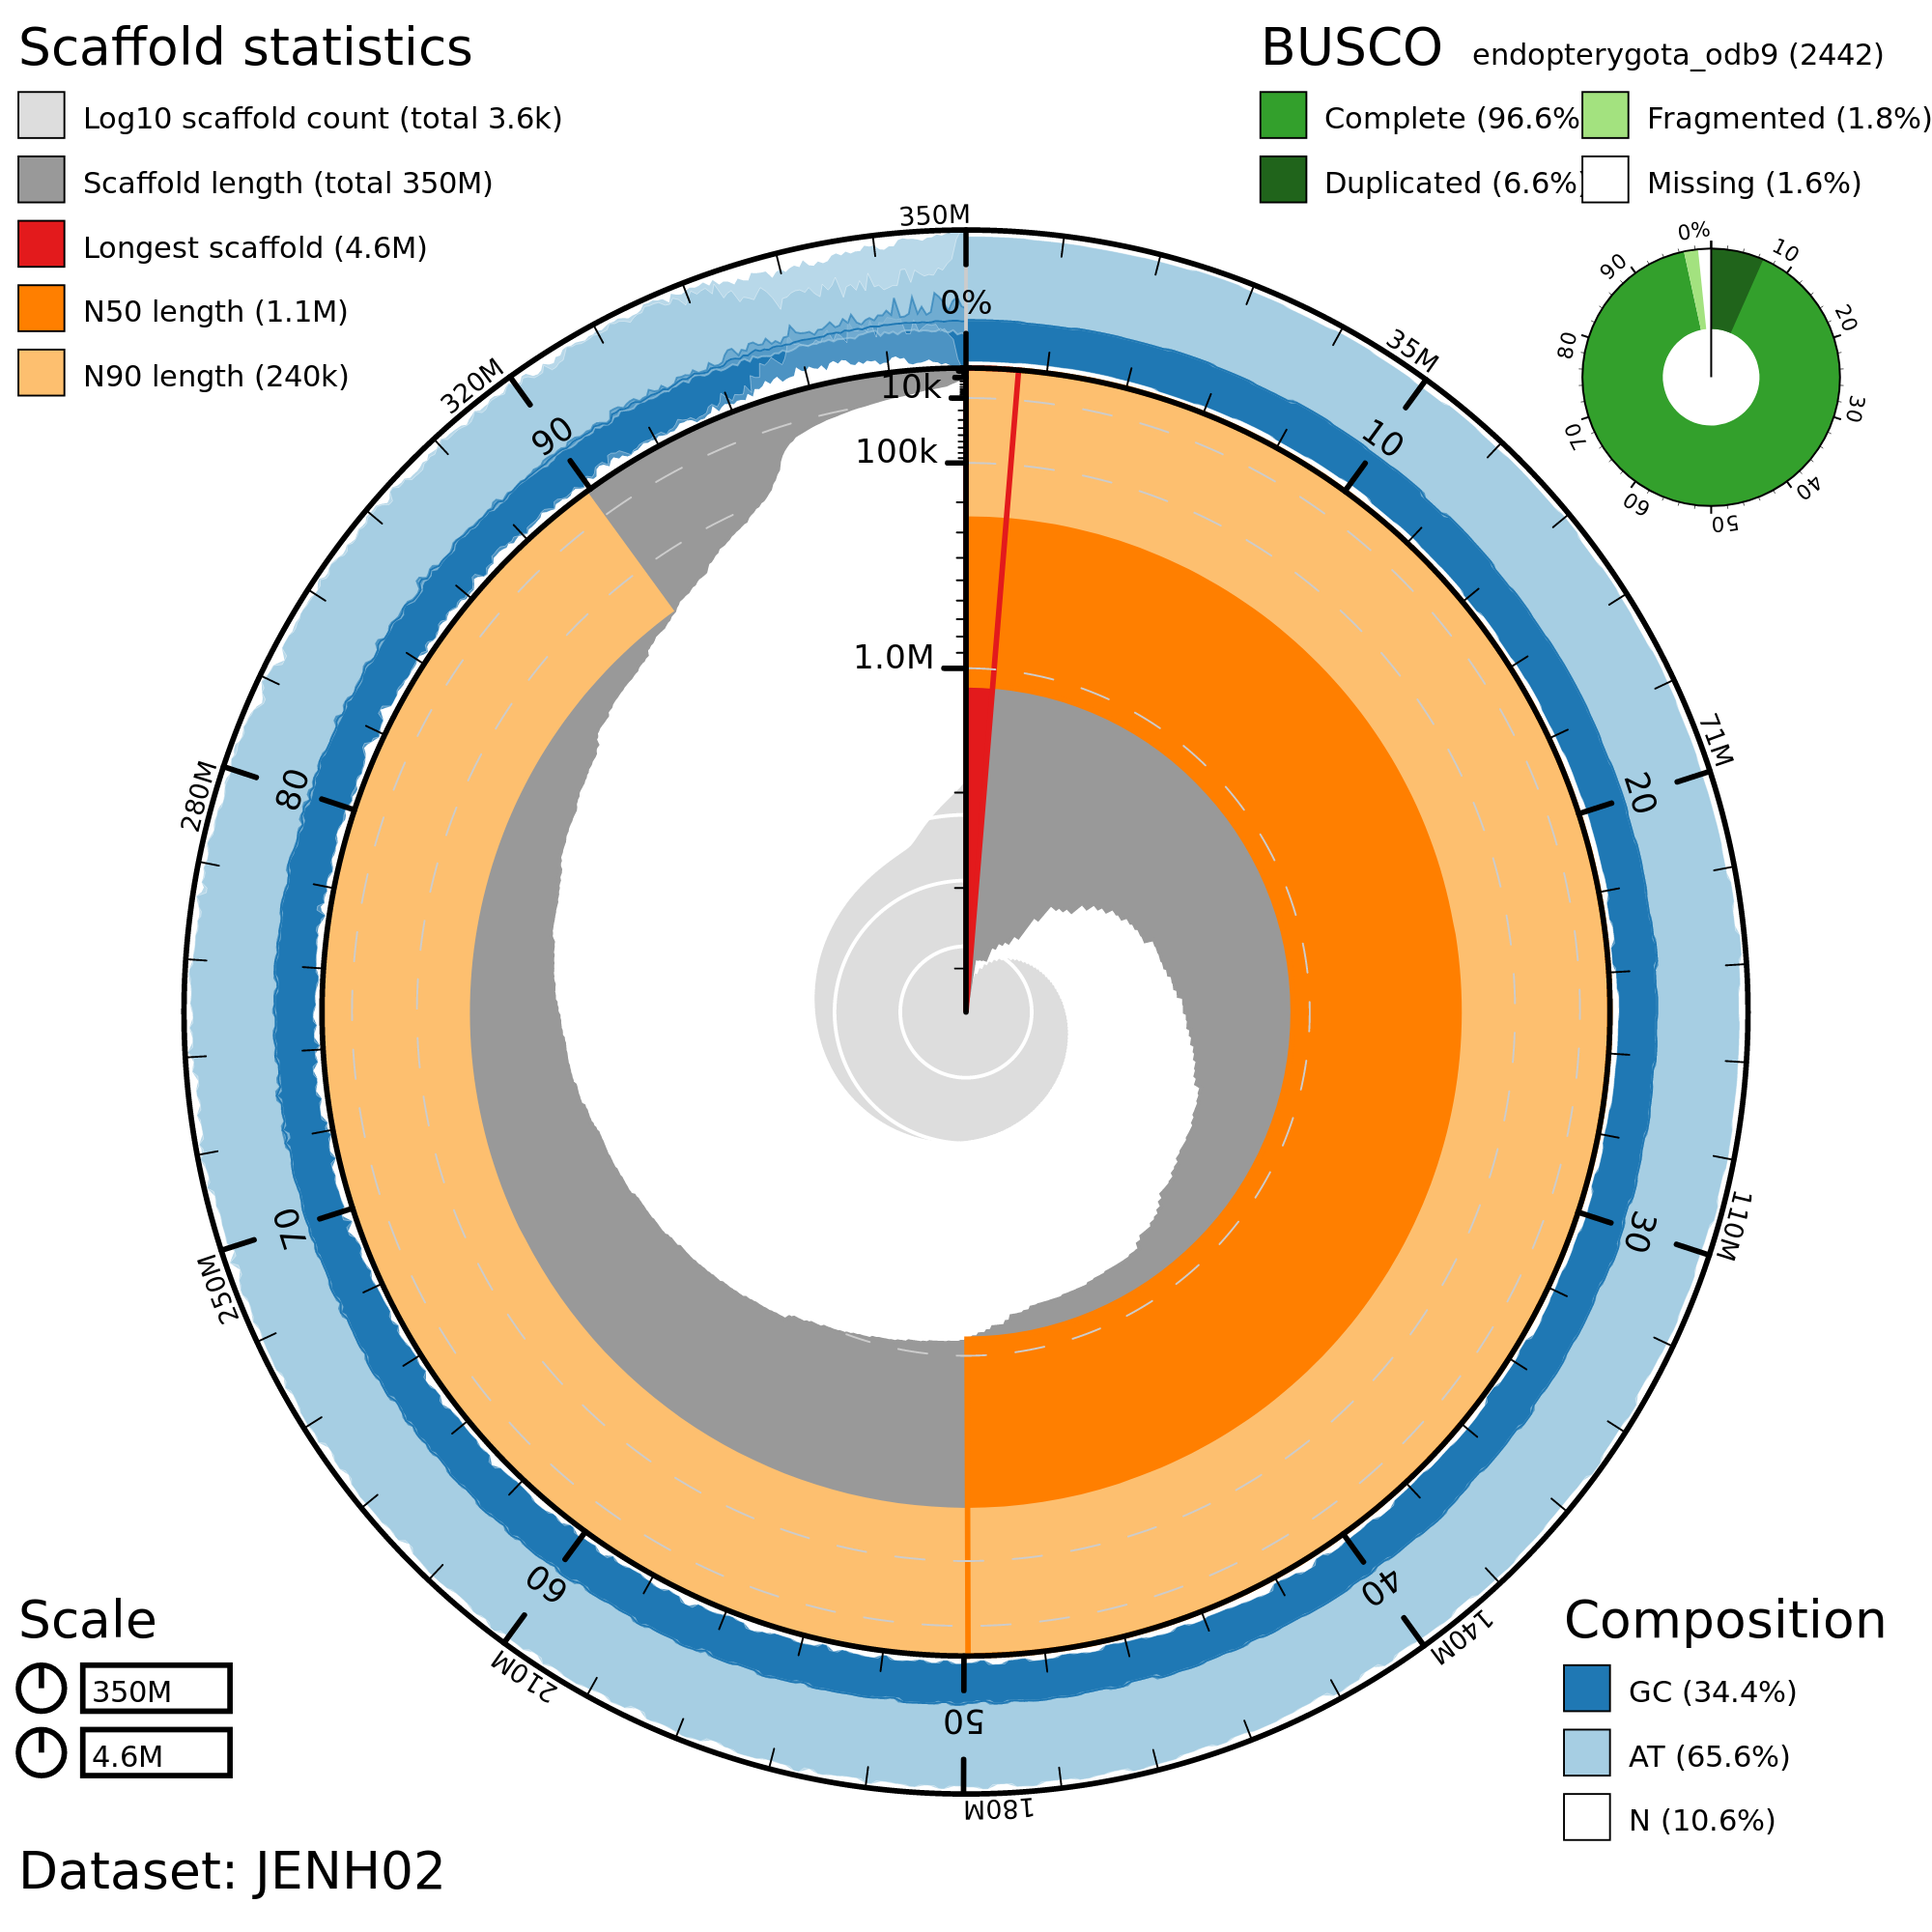 Scaffold statistics
Log10 scaffold count (total 3.6k)
Scaffold length (total 350M)
Longest scaffold (4.6M)
N50 length (1.1M)
N90 length (240k)
BUSCO endopterygota_odb9 (2442)
Complete (96.6%
Fragmented (1.8%)
Duplicated (6.6%)
Missing (1.6%)
0%
10
20
30
40
50
60
70
80
90
350M
35M
71M
110M
140M
180M
210M
250M
280M
320M
0%
10
20
30
40
50
60
70
80
90
10k
100k
1.0M
Scale
350M
4.6M
Composition
GC (34.4%)
AT (65.6%)
N (10.6%)
Dataset: JENH02